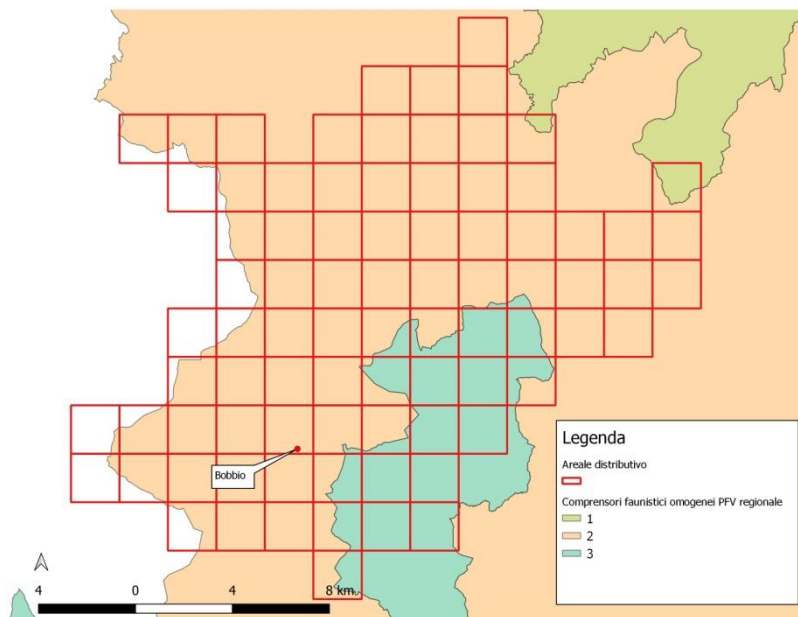 Bobbio
Legenda
Areale distributivo
Comprensori faunistici omogenei PFV regionale
1
2
3
4 0 4 8 km